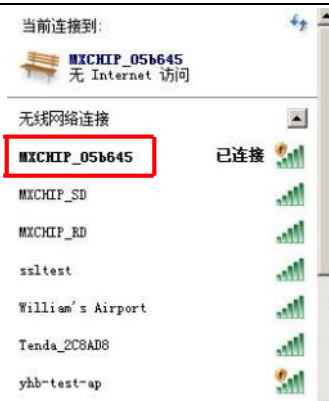 当前连接到:
MXCHIP_05b645
无 Internet 访问
无线网络连接
MXCHIP_05b645 已连接
MXCHIP_SD
MXCHIP_RD
ssltest
William's Airport
Tenda_2C8AD8
yhb-test-ap